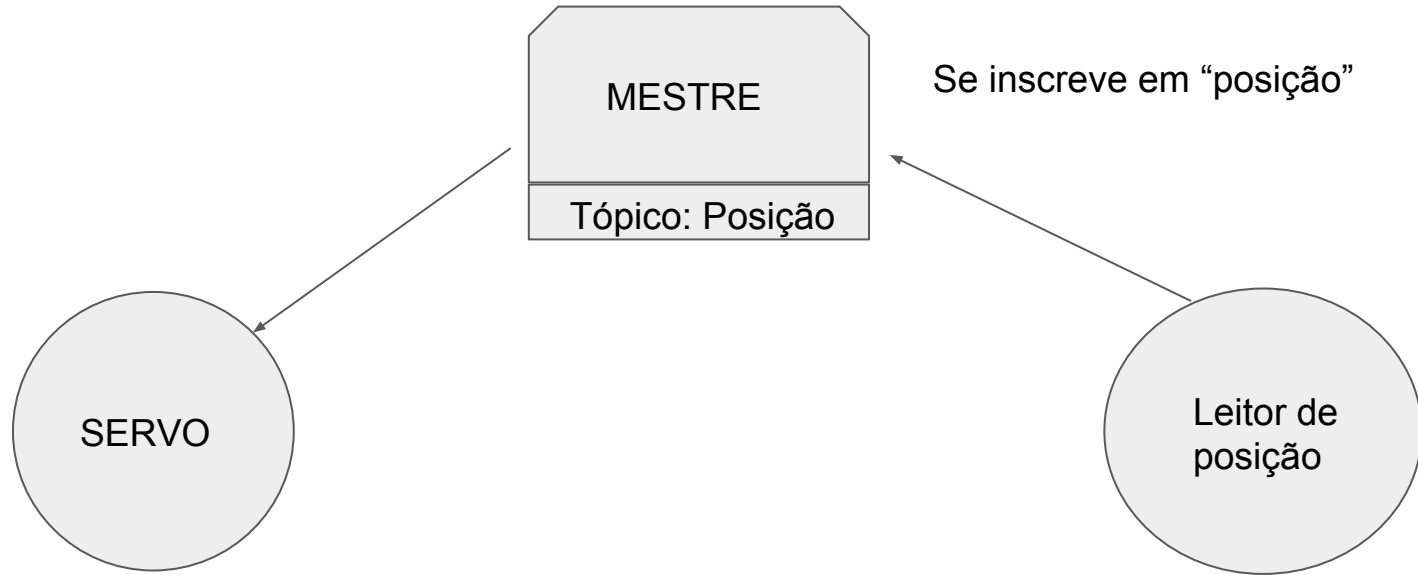 MESTRE
Se inscreve em “posição”
Tópico: Posição
SERVO
Leitor de
posição